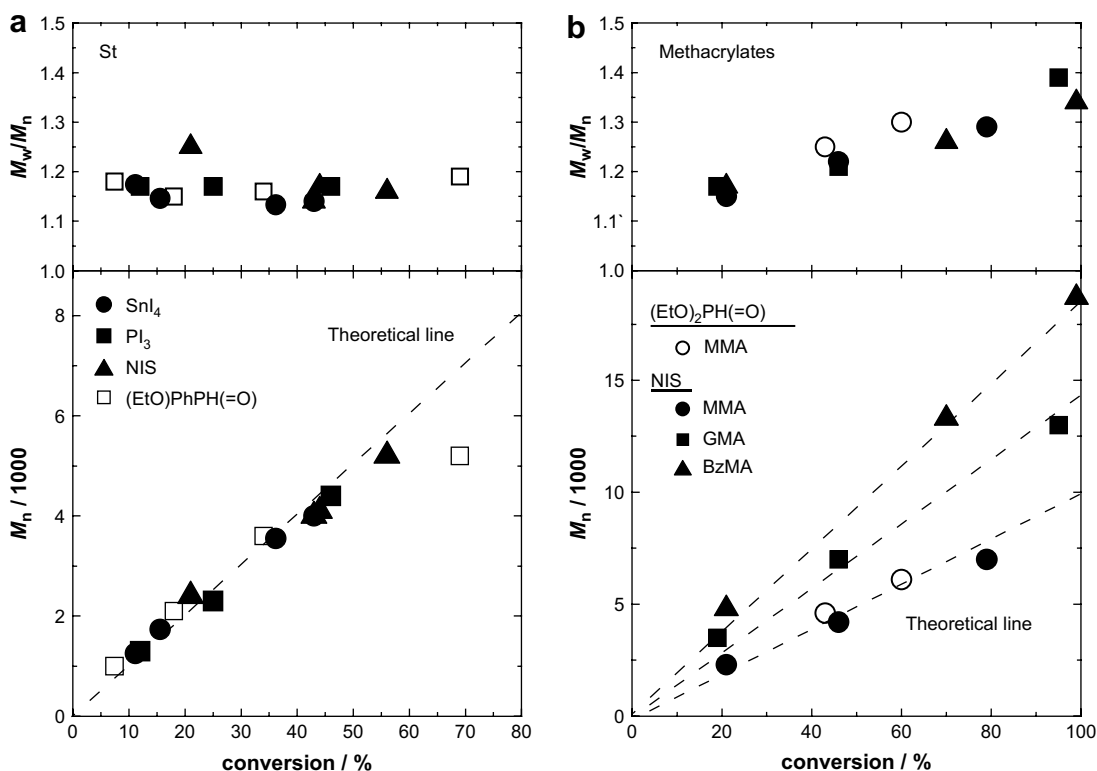 a
St
1.5
1.4
1.3
1.2
1.1
1.0
Mw/Mn
SnI4
PI3
NIS
(EtO)PhPH(=O)
Theoretical line
8
6
4
2
0
Mn / 1000
0 10 20 30 40 50 60 70 80
conversion / %
b
Methacrylates
1.5
1.4
1.3
1.2
1.1`
1.0
Mw/Mn
(EtO)2PH(=O)
MMA
NIS
MMA
GMA
BzMA
Theoretical line
15
10
5
0
Mn / 1000
0 20 40 60 80 100
conversion / %